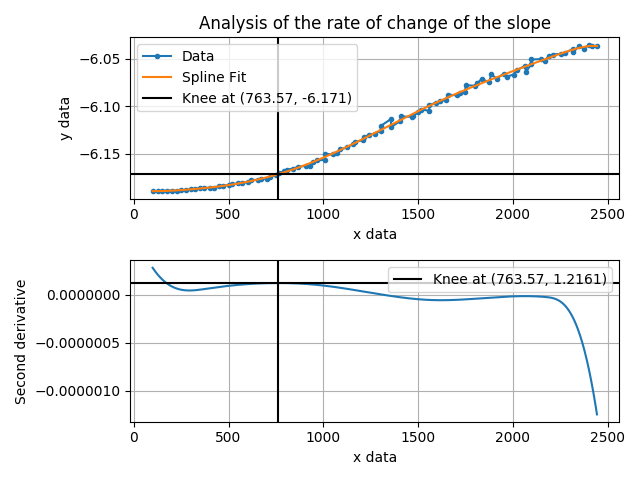 Analysis of the rate of change of the slope
Data
Spline Fit
Knee at (763.57, -6.171)
y data
−6.05
−6.10
−6.15
0 500 1000 1500 2000 2500
x data
Knee at (763.57, 1.2161)
Second derivative
0.0000000
−0.0000005
−0.0000010
0 500 1000 1500 2000 2500
x data